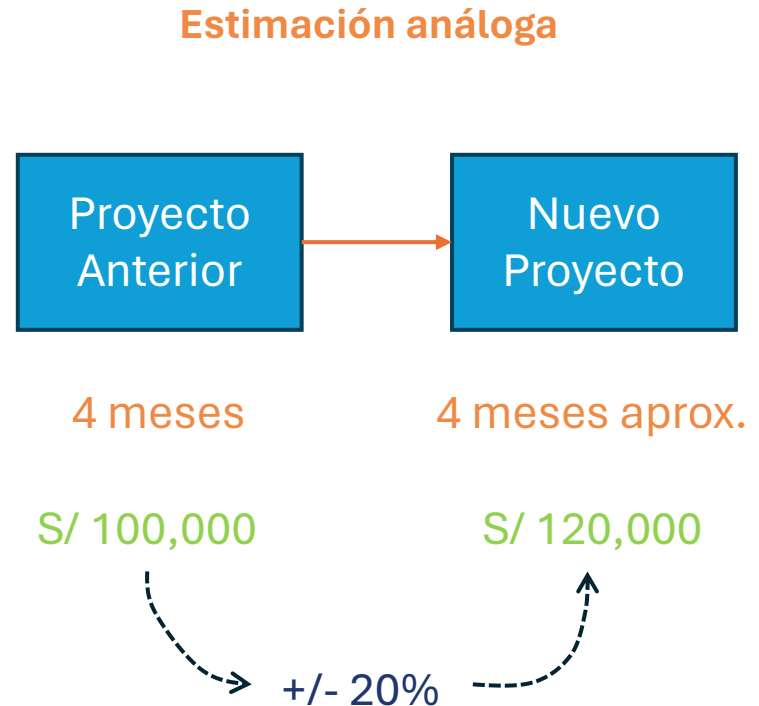 Estimación análoga
Proyecto
Anterior
Nuevo
Proyecto
4 meses
4 meses aprox.
S/ 100,000
S/ 120,000
+/- 20%